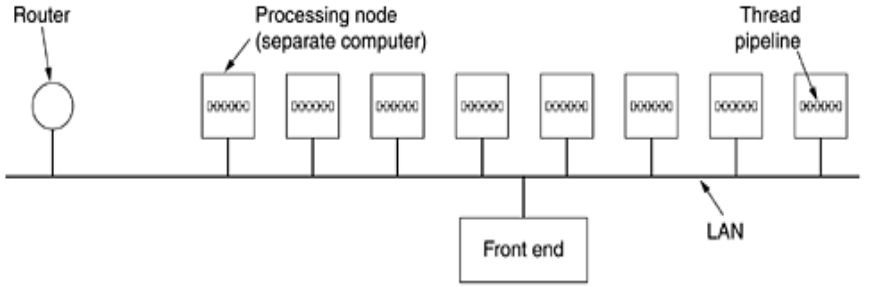 Router
Processing node
(separate computer)
Thread
pipeline
LAN
Front end